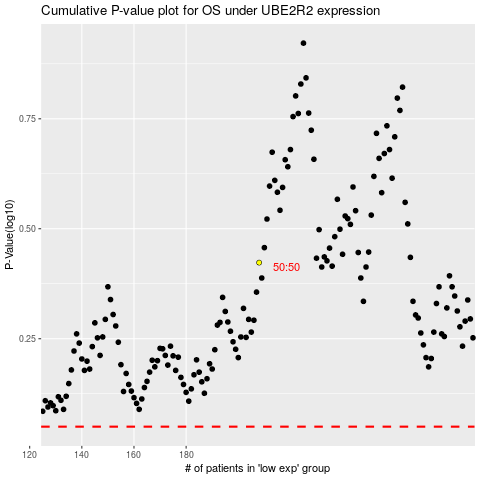 Cumulative P-value plot for OS under UBE2R2 expression
P-Value(log10)
0.75
0.50
0.25
50:50
120 140 160 180
# of patients in 'low exp' group